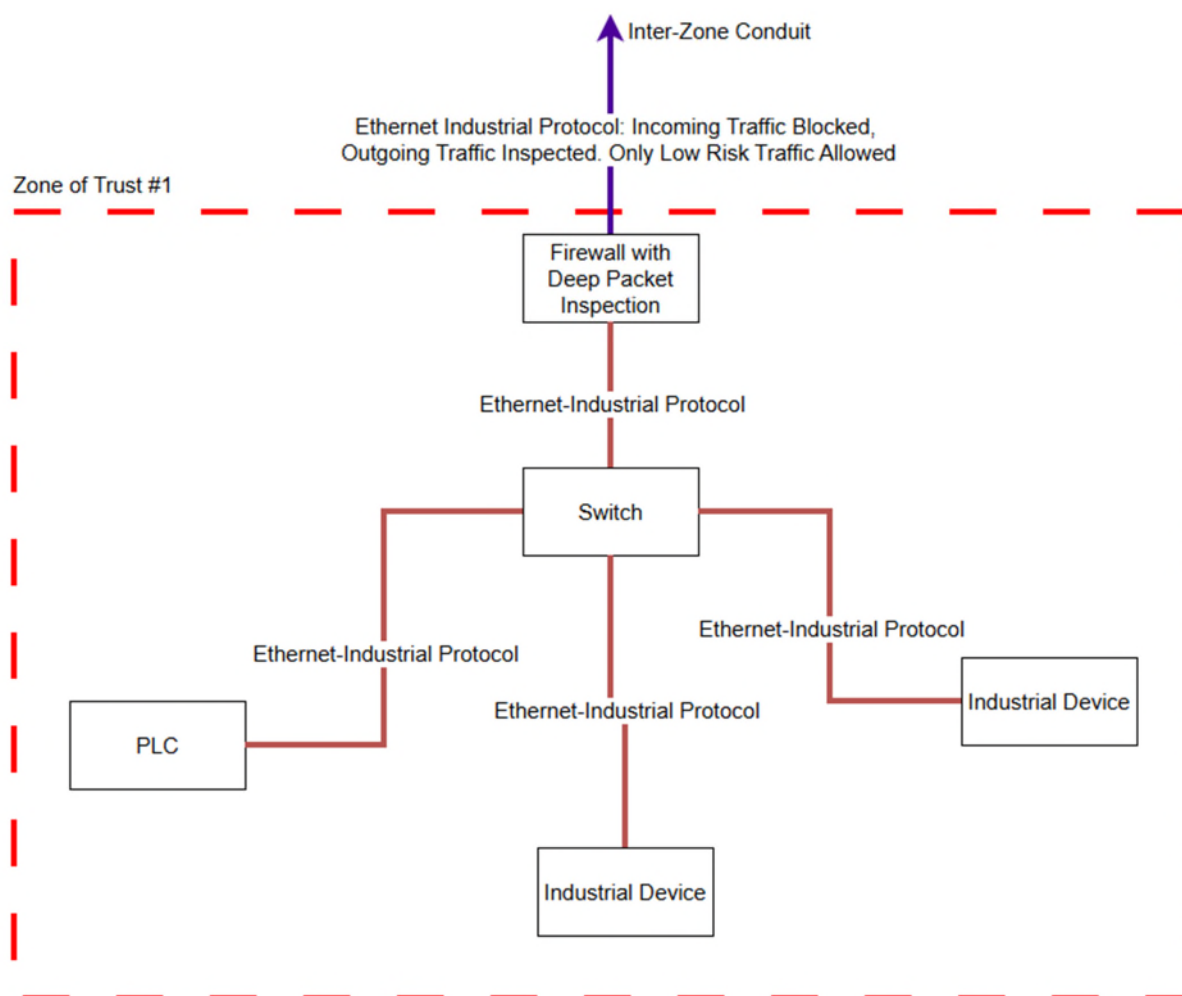 Inter-Zone Conduit
Ethernet Industrial Protocol: Incoming Traffic Blocked,
Outgoing Traffic Inspected. Only Low Risk Traffic Allowed
Zone of Trust #1
Firewall with
Deep Packet
Inspection
Ethernet-Industrial Protocol
Switch
Ethernet-Industrial Protocol
Ethernet-Industrial Protocol
Ethernet-Industrial Protocol
Industrial Device
PLC
Industrial Device